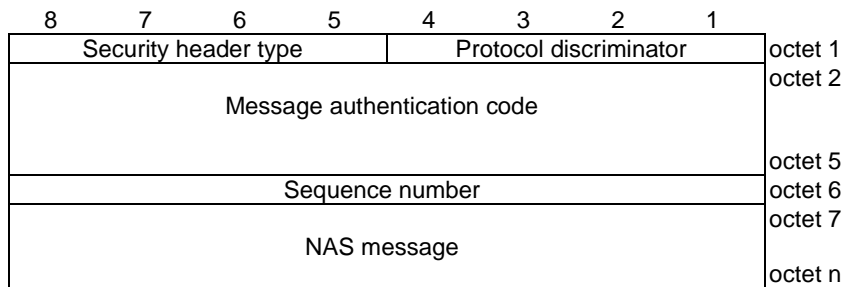 8 7 6 5 4 3 2 1
Security header type Protocol discriminator octet 1
octet 2
Message authentication code
octet 5
Sequence number octet 6
octet 7
NAS message
octet n